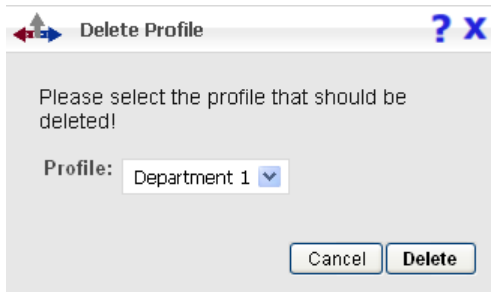 Delete Profile ? X
Please select the profile that should be
deleted!
Profile: Department 1
Cancel Delete